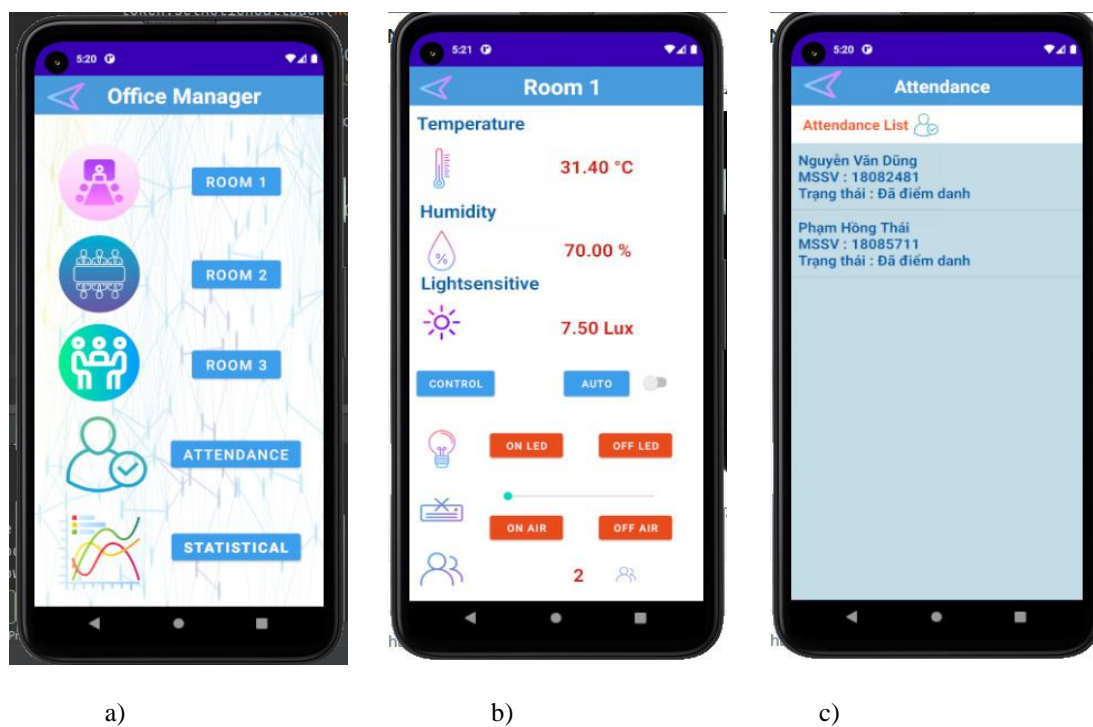 token.setActionCallback(
5:20
Office Manager
ROOM 1
ROOM 2
ROOM 3
ATTENDANCE
STATISTICAL
5:21
Room 1
Temperature
31.40 °C
Humidity
%
70.00 %
Lightsensitive
7.50 Lux
CONTROL
AUTO
ON LED
OFF LED
ON AIR
OFF AIR
2
5:20
Attendance
Attendance List
Nguyễn Văn Dũng
MSSV : 18082481
Trạng thái : Đã điểm danh
Phạm Hồng Thái
MSSV : 18085711
Trạng thái : Đã điểm danh
a)
b)
c)